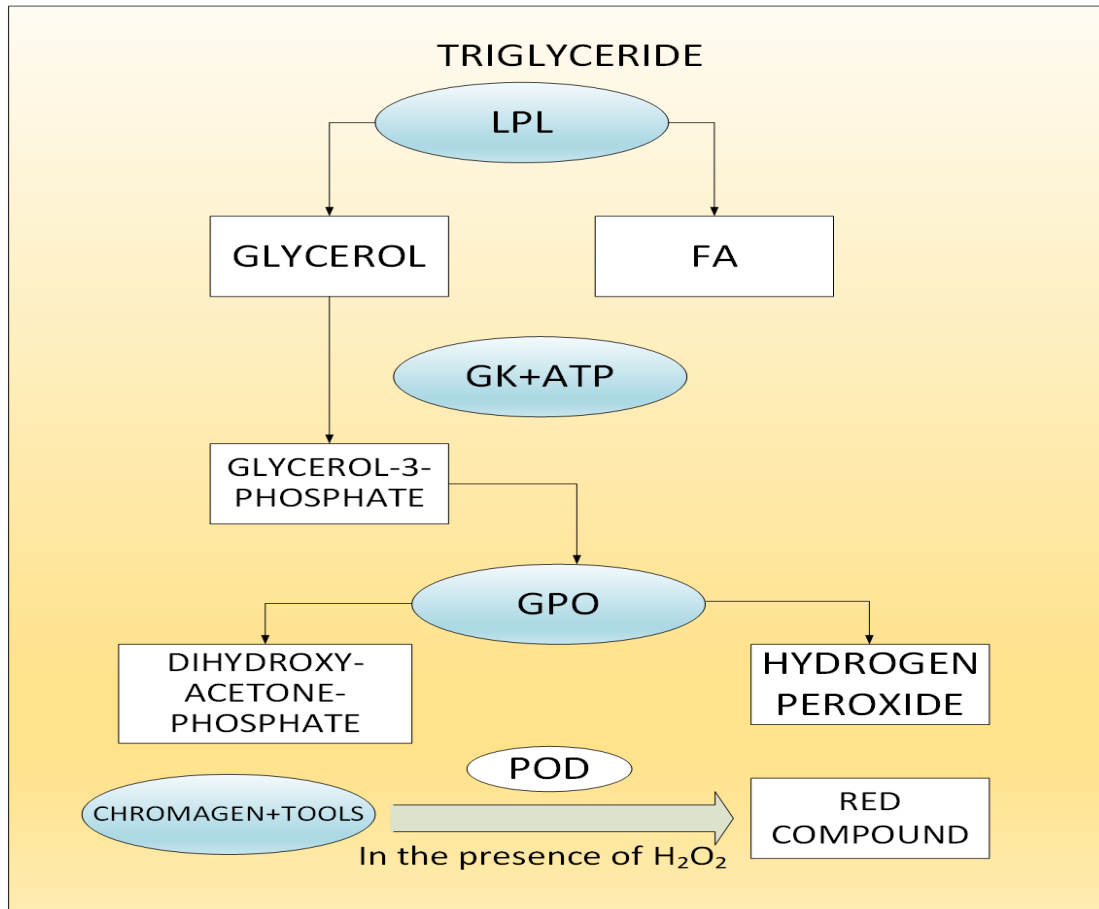 TRIGLYCERIDE
LPL
GLYCEROL
FA
GK+ATP
GLYCEROL-3-
PHOSPHATE
GPO
DIHYDROXY-
ACETONE-
PHOSPHATE
HYDROGEN
PEROXIDE
POD
CHROMAGEN+TOOLS
In the presence of H₂O₂
RED
COMPOUND